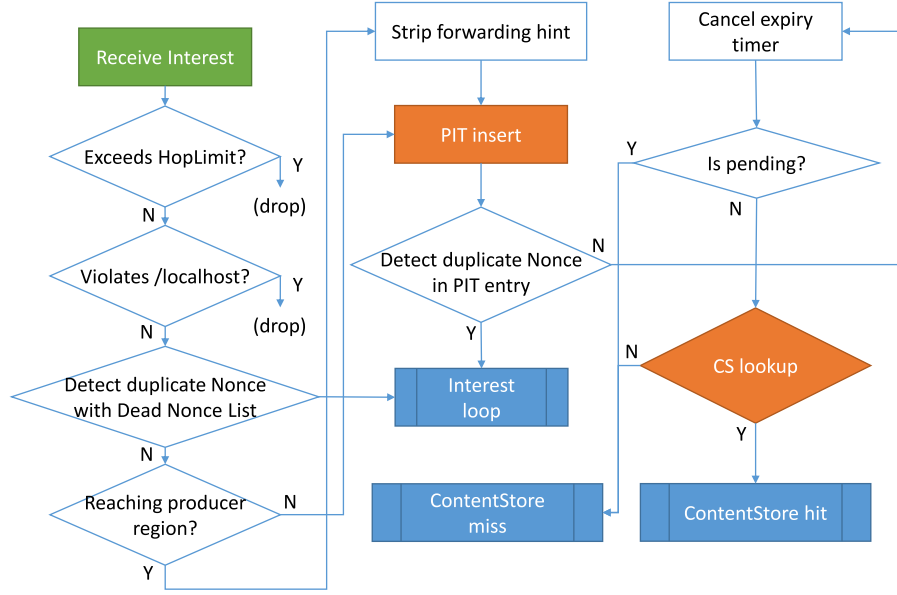 Receive Interest
Exceeds HopLimit?
Y
(drop)
N
Violates /localhost?
Y
(drop)
N
Detect duplicate Nonce
with Dead Nonce List
N
Reaching producer
region?
N
Y
Strip forwarding hint
PIT insert
Detect duplicate Nonce
in PIT entry
N
Y
Interest
loop
ContentStore
miss
Cancel expiry
timer
Y
Is pending?
N
N
CS lookup
Y
ContentStore hit